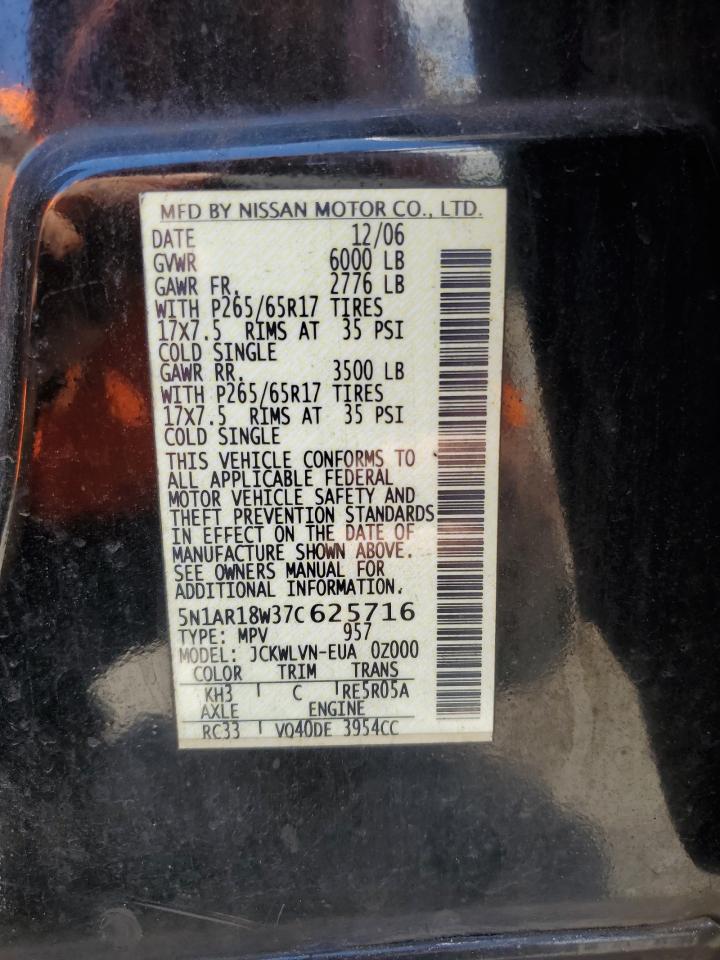 MFD BY NISSAN MOTOR CO., LTD.
DATE 12/06
GVWR 6000 LB
GAWR FR. 2776 LB
WITH P265/65R17 TIRES
17X7.5 RIMS AT 35 PSI
COLD SINGLE
GAWR RR. 3500 LB
WITH P265/65R17 TIRES
17X7.5 RIMS AT 35 PSI
COLD SINGLE
THIS VEHICLE CONFORMS TO
ALL APPLICABLE FEDERAL
MOTOR VEHICLE SAFETY AND
THEFT PREVENTION STANDARDS
IN EFFECT ON THE DATE OF
MANUFACTURE SHOWN ABOVE.
SEE OWNERS MANUAL FOR
ADDITIONAL INFORMATION.
5N1AR18W37C625716
TYPE: MPV 957
MODEL: JCKWLVN-EUA 0Z000
COLOR TRIM TRANS
KH3 C RE5R05A
AXLE ENGINE
RC33 VQ40DE 3954CC